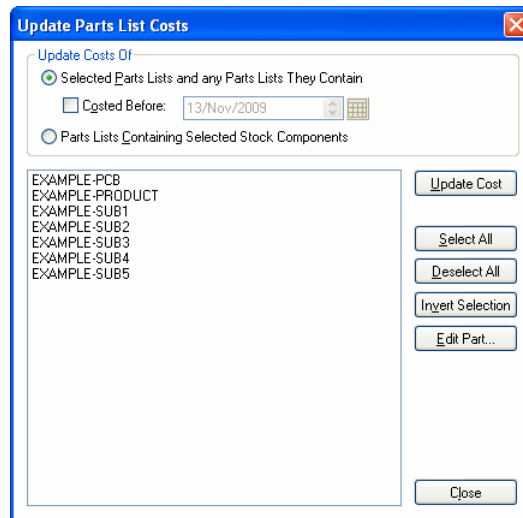 Update Parts List Costs
Update Costs Of
Selected Parts Lists and any Parts Lists They Contain
Costed Before: 13/Nov/2009
Parts Lists Containing Selected Stock Components
EXAMPLE-PCB
EXAMPLE-PRODUCT
EXAMPLE-SUB1
EXAMPLE-SUB2
EXAMPLE-SUB3
EXAMPLE-SUB4
EXAMPLE-SUB5
Update Cost
Select All
Deselect All
Invert Selection
Edit Part...
Close